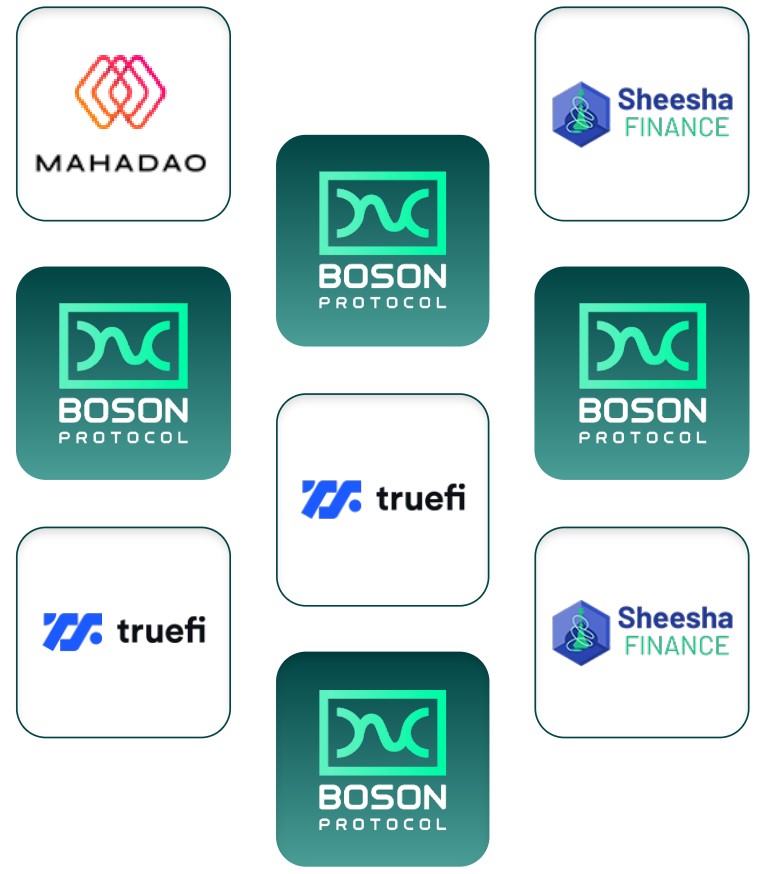 MAHADAO
Sheesha
FINANCE
BOSON
PROTOCOL
BOSON
PROTOCOL
BOSON
PROTOCOL
truefi
truefi
Sheesha
FINANCE
BOSON
PROTOCOL